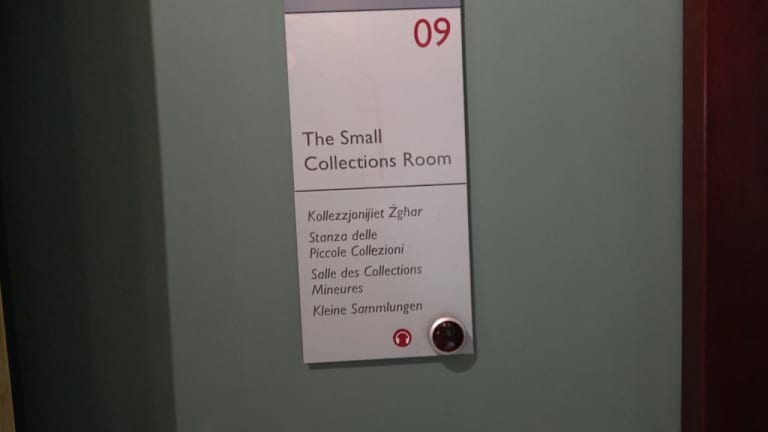 09
The Small
Collections Room
Kollezzjonijiet Żgħar
Stanza delle
Piccole Collezioni
Salle des Collections
Mineures
Kleine Sammlungen